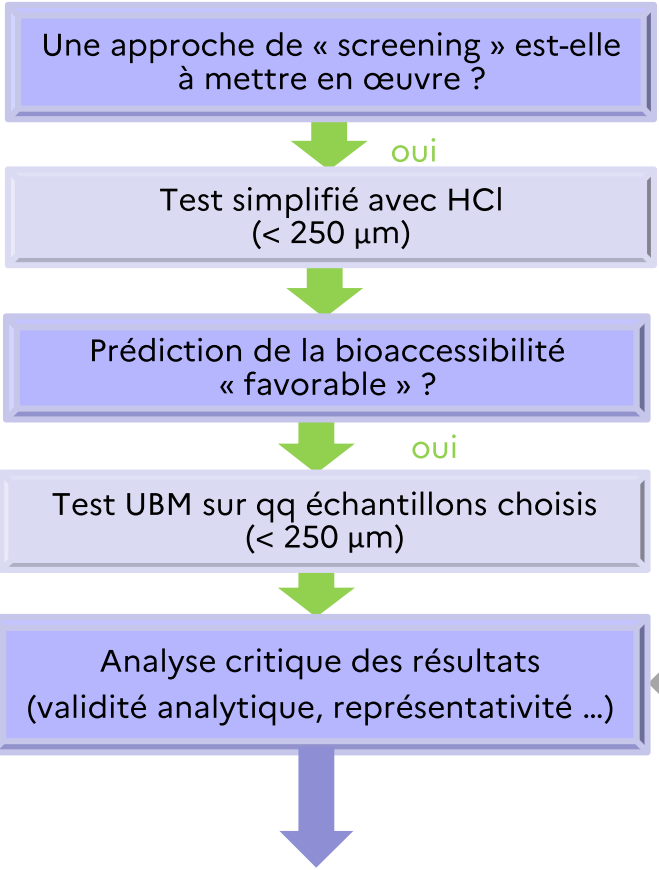 Une approche de « screening » est-elle
à mettre en œuvre ?
oui
Test simplifié avec HCl
(< 250 µm)
Prédiction de la bioaccessibilité
« favorable » ?
oui
Test UBM sur qq échantillons choisis
(< 250 µm)
Analyse critique des résultats
(validité analytique, représentativité ...)